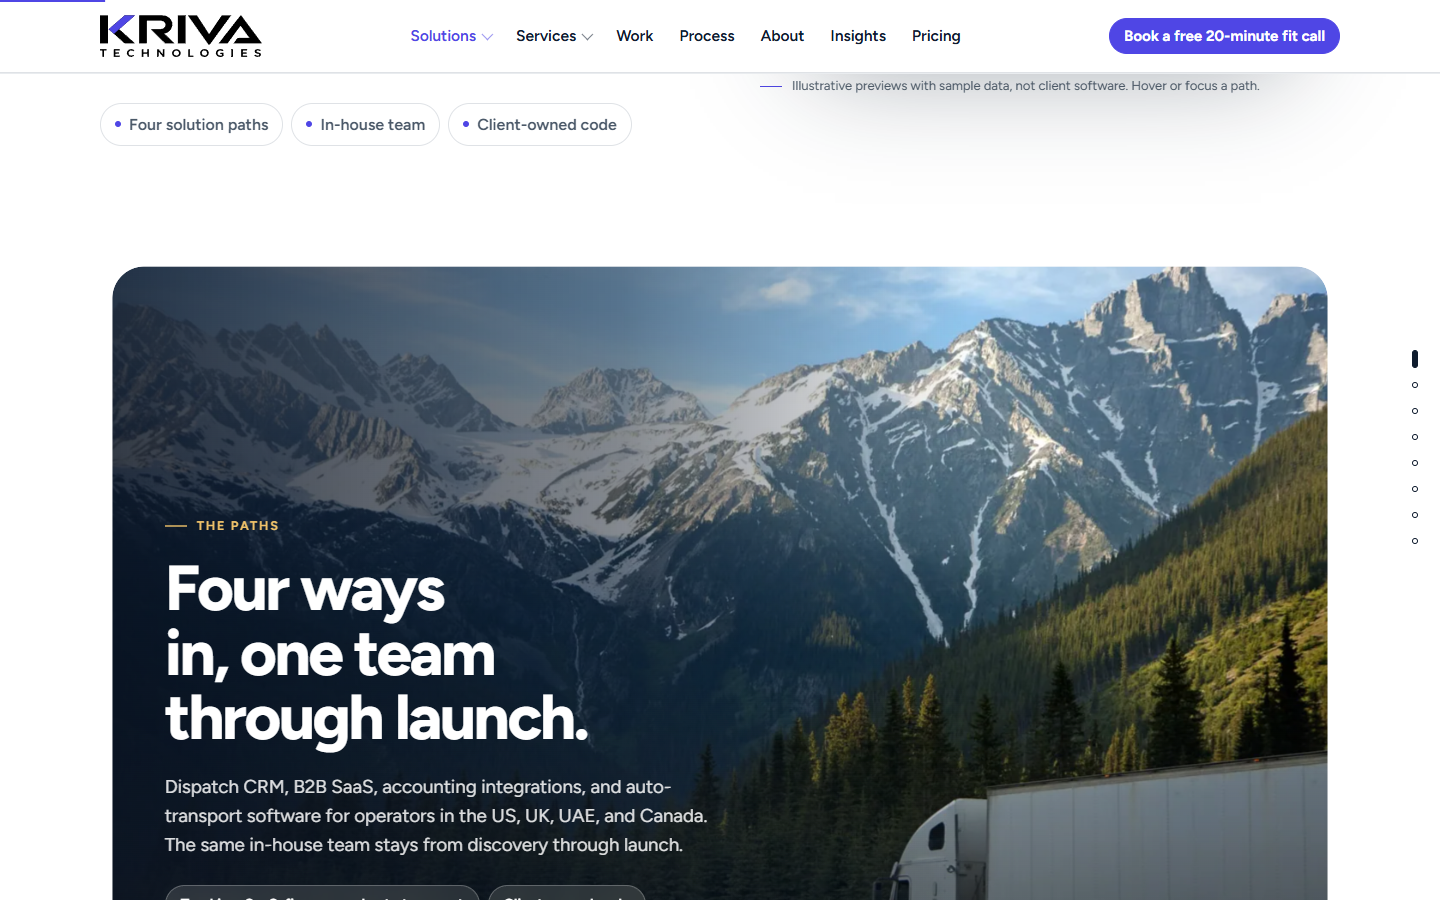 KRIVA
TECHNOLOGIES
Solutions
Services
Work
Process
About
Insights
Pricing
Book a free 20-minute fit call
Illustrative previews with sample data, not client software. Hover or focus a path.
Four solution paths
In-house team
Client-owned code
THE PATHS
Four ways
in, one team
through launch.
Dispatch CRM, B2B SaaS, accounting integrations, and auto-
transport software for operators in the US, UK, UAE, and Canada.
The same in-house team stays from discovery through launch.